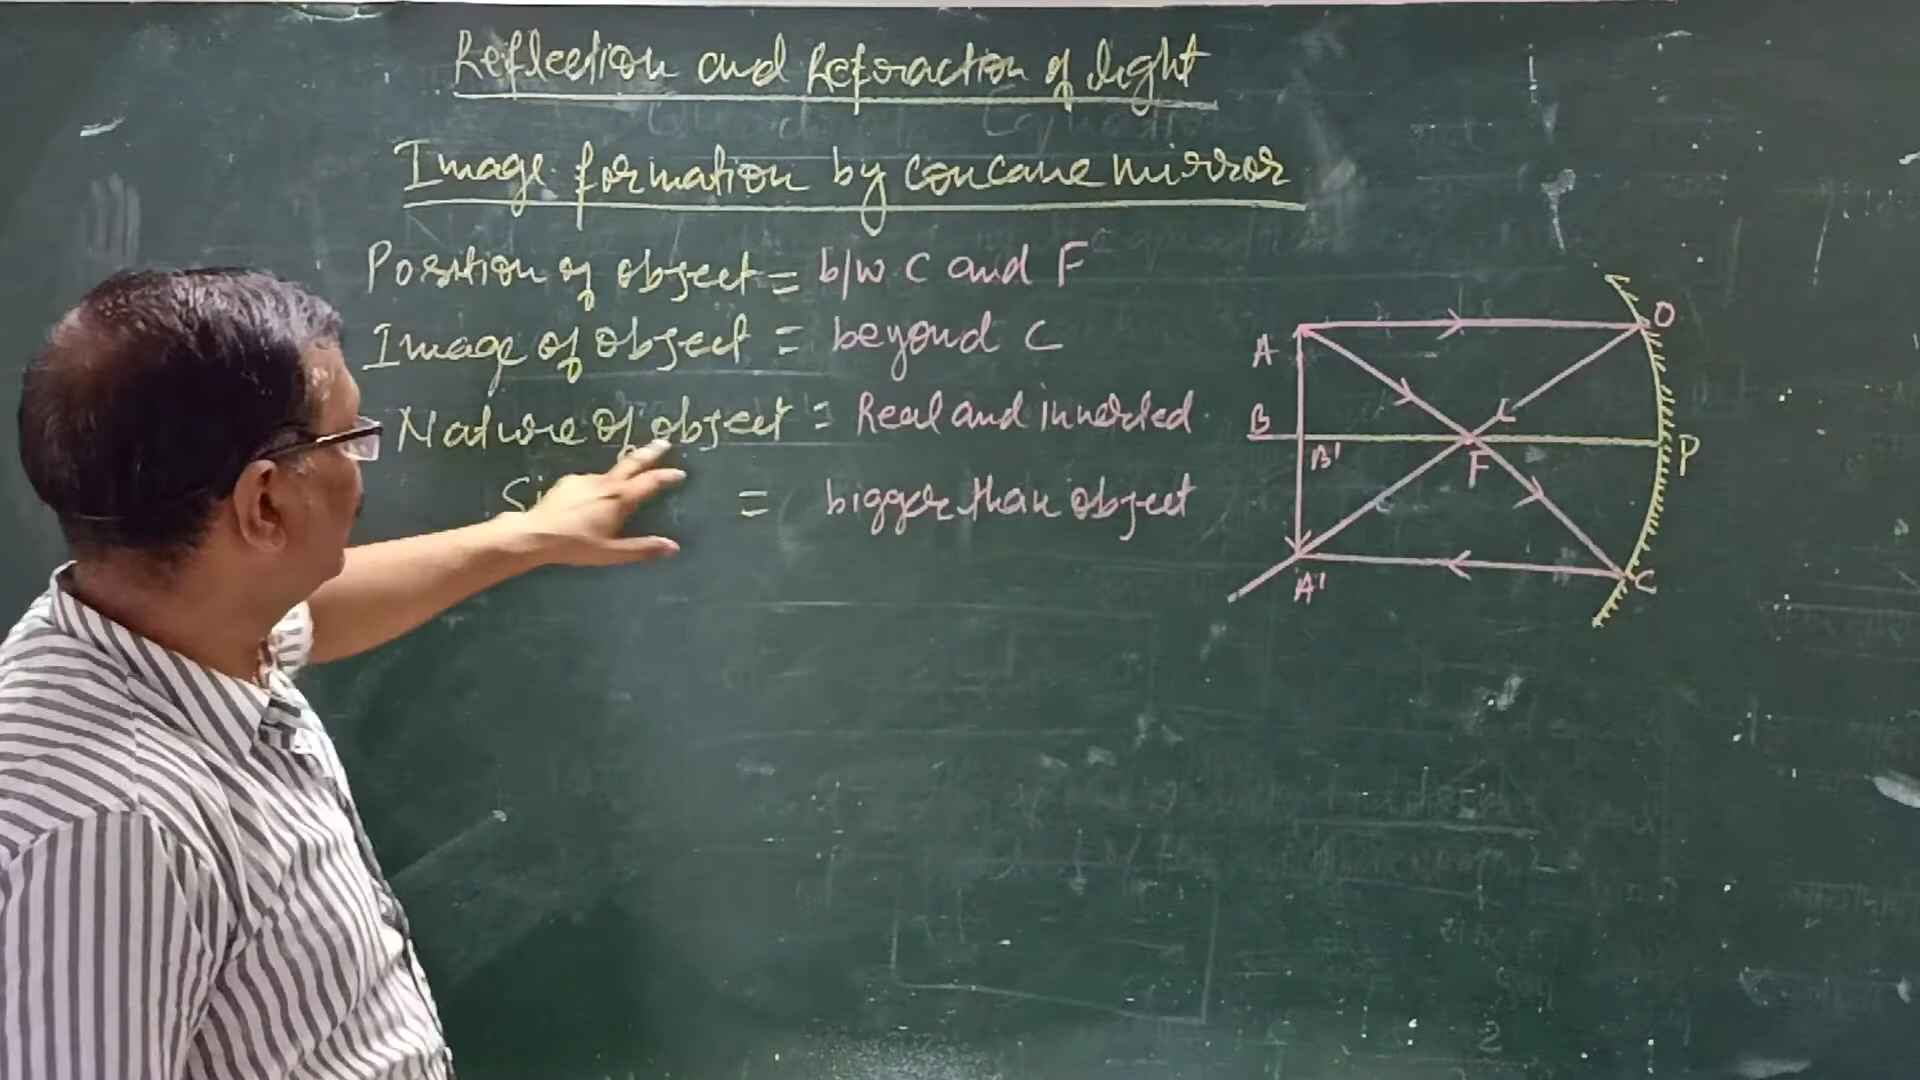 Reflection and Refraction of light
Image formation by concave mirror
Position of object = b/w C and F
Image of object = beyond C
Nature of object = Real and inverted
= bigger than object
A
O
B
B'
F
P
A'
C